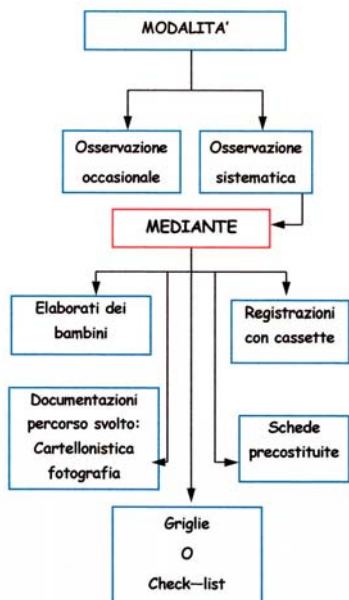 MODALITA'
Osservazione
occasionale
Osservazione
sistematica
MEDIANTE
Elaborati dei
bambini
Registrazioni
con cassette
Documentazioni
percorso svolto:
Cartellonistica
fotografia
Schede
precostituite
Griglie
O
Check—list